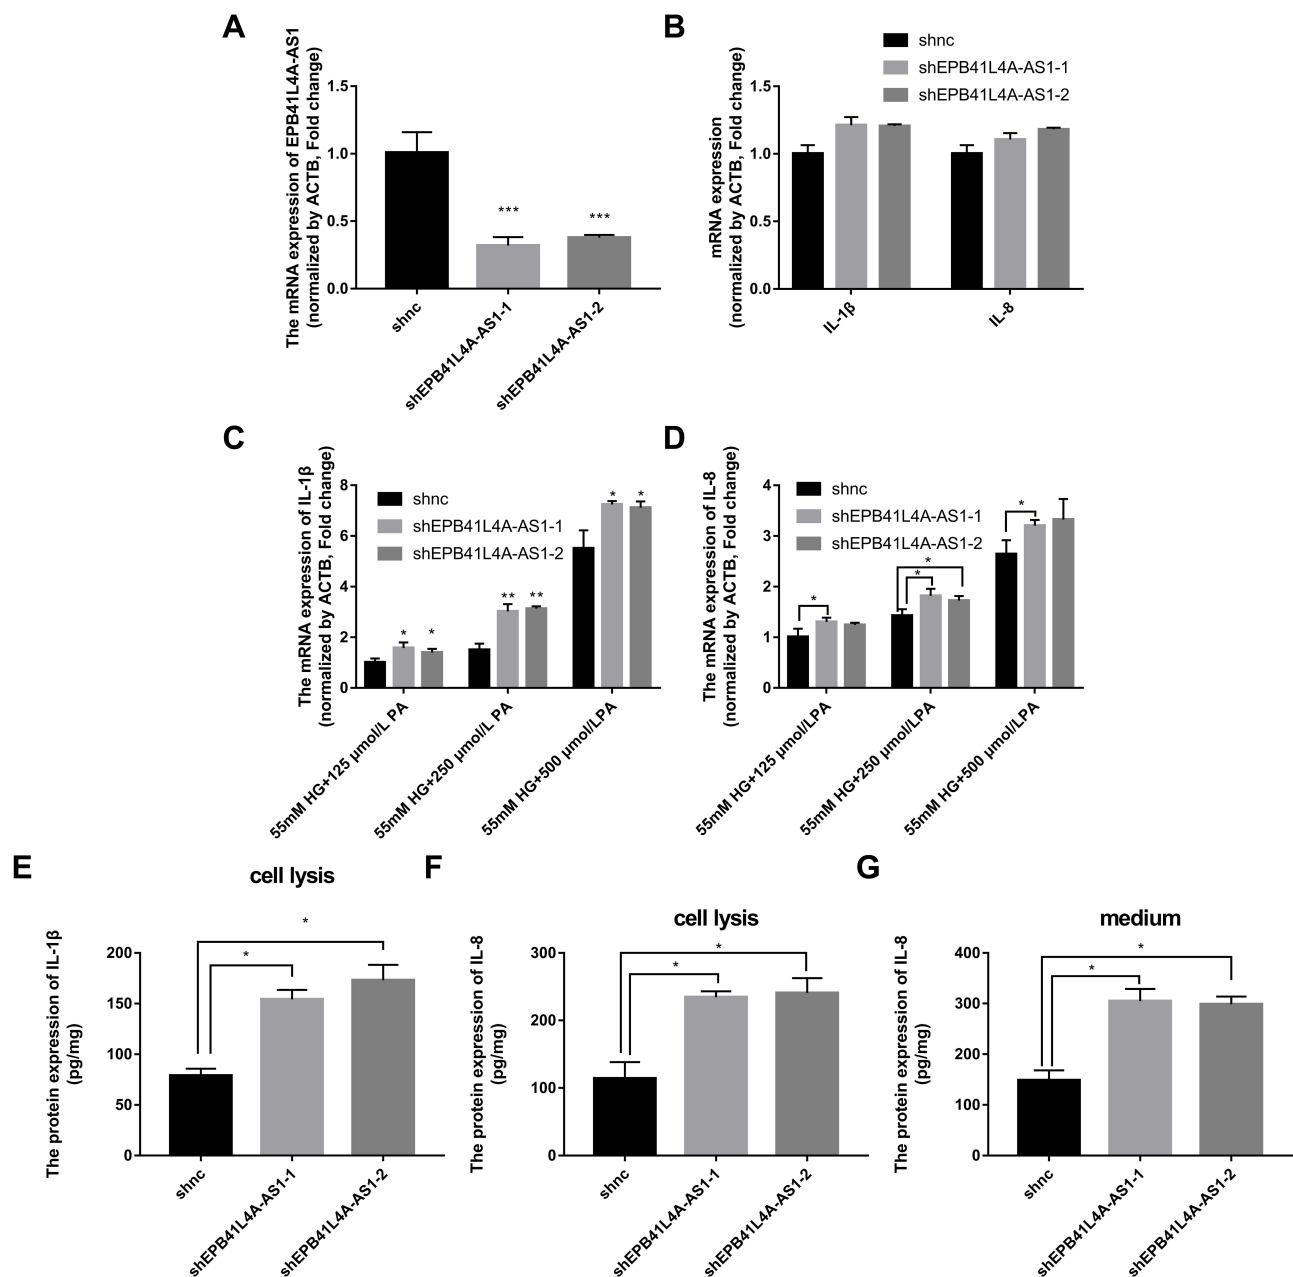 A
The mRNA expression of EPB41L4A-AS1
(normalized by ACTB, Fold change)
1.5
1.0
0.5
0.0
***
***
shnc
shEPB41L4A-AS1-1
shEPB41L4A-AS1-2
B
shnc
shEPB41L4A-AS1-1
shEPB41L4A-AS1-2
mRNA expression
(normalized by ACTB, Fold change)
1.5
1.0
0.5
0.0
IL-1β
IL-8
C
The mRNA expression of IL-1β
(normalized by ACTB, Fold change)
8
6
4
2
0
shnc
shEPB41L4A-AS1-1
shEPB41L4A-AS1-2
*
*
**
**
*
*
55mM HG+125 μmol/L PA
55mM HG+250 μmol/L PA
55mM HG+500 μmol/LPA
D
The mRNA expression of IL-8
(normalized by ACTB, Fold change)
4
3
2
1
0
shnc
shEPB41L4A-AS1-1
shEPB41L4A-AS1-2
*
*
*
*
55mM HG+125 μmol/LPA
55mM HG+250 μmol/LPA
55mM HG+500 μmol/LPA
E
cell lysis
The protein expression of IL-1β
(pg/mg)
200
150
100
50
0
*
*
shnc
shEPB41L4A-AS1-1
shEPB41L4A-AS1-2
F
cell lysis
The protein expression of IL-8
(pg/mg)
300
200
100
0
*
*
shnc
shEPB41L4A-AS1-1
shEPB41L4A-AS1-2
G
medium
The protein expression of IL-8
(pg/mg)
400
300
200
100
0
*
*
shnc
shEPB41L4A-AS1-1
shEPB41L4A-AS1-2